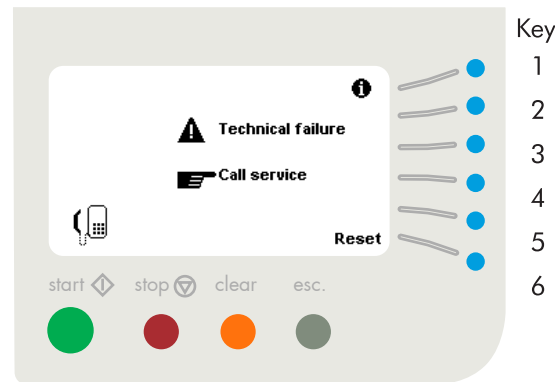 Key
1
2
Technical failure
3
Call service
4
5
Reset
6
start stop clear esc.